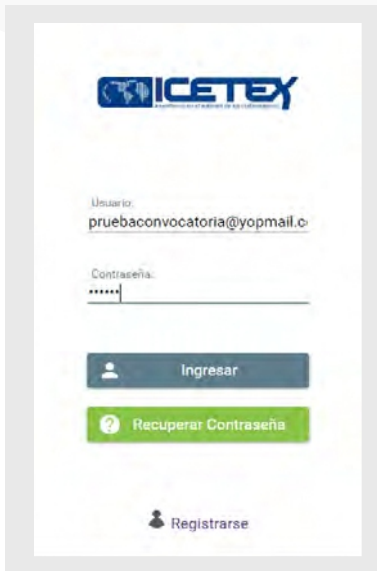 ICETEX
Usuario:
pruebaconvocatoria@yopmail.c
Contraseña:
••••••
Ingresar
Recuperar Contraseña
Registrarse